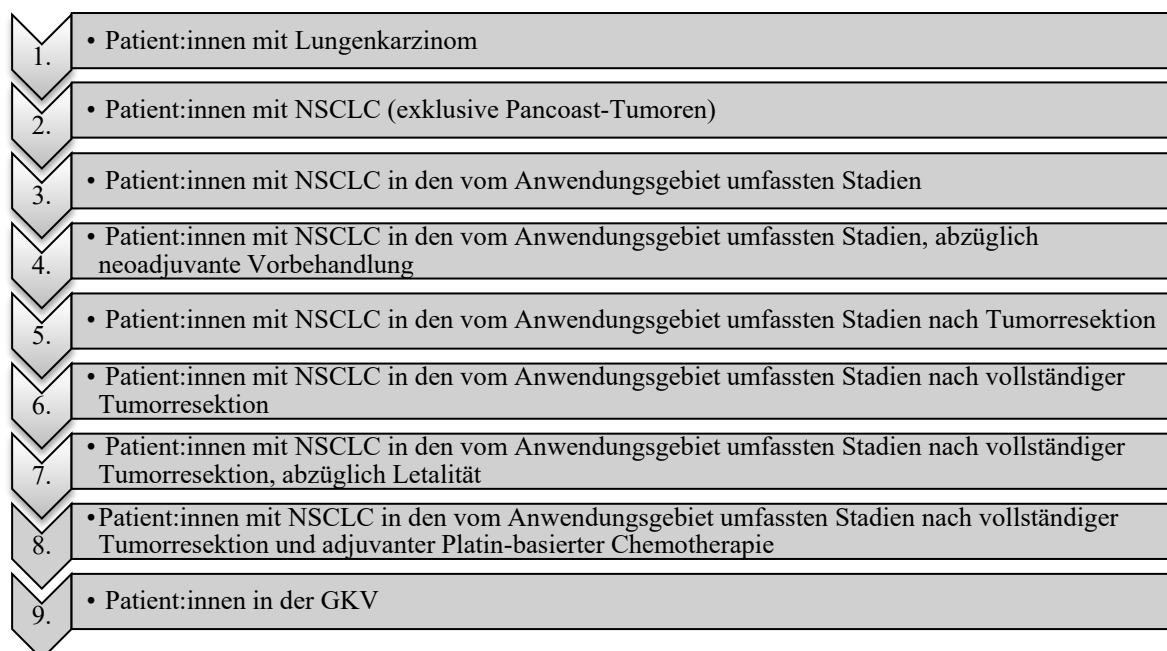 1. • Patient:innen mit Lungenkarzinom
2. • Patient:innen mit NSCLC (exklusive Pancoast-Tumoren)
3. • Patient:innen mit NSCLC in den vom Anwendungsgebiet umfassten Stadien
4. • Patient:innen mit NSCLC in den vom Anwendungsgebiet umfassten Stadien, abzüglich
neoadjuvante Vorbehandlung
5. • Patient:innen mit NSCLC in den vom Anwendungsgebiet umfassten Stadien nach Tumorresektion
6. • Patient:innen mit NSCLC in den vom Anwendungsgebiet umfassten Stadien nach vollständiger
Tumorresektion
7. • Patient:innen mit NSCLC in den vom Anwendungsgebiet umfassten Stadien nach vollständiger
Tumorresektion, abzüglich Letalität
8. •Patient:innen mit NSCLC in den vom Anwendungsgebiet umfassten Stadien nach vollständiger
Tumorresektion und adjuvanter Platin-basierter Chemotherapie
9. • Patient:innen in der GKV